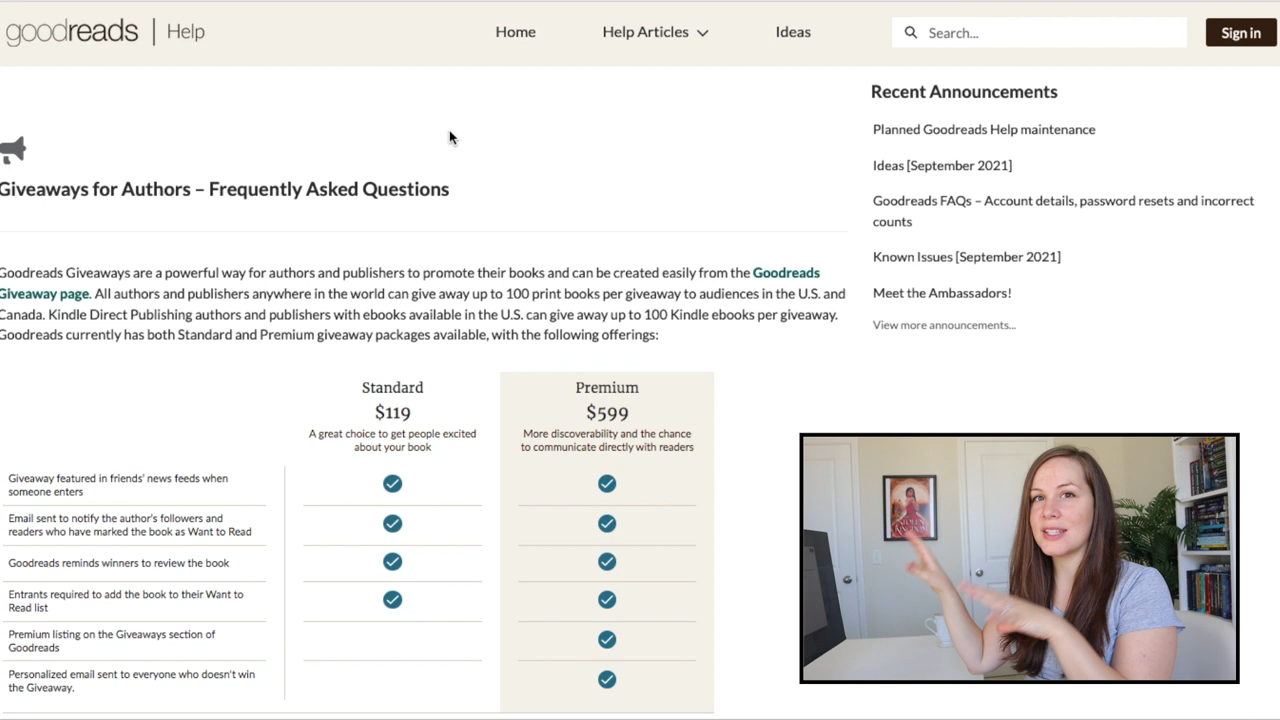 goodreads | Help
Home
Help Articles
Ideas
Search...
Sign in
Giveaways for Authors – Frequently Asked Questions
Goodreads Giveaways are a powerful way for authors and publishers to promote their books and can be created easily from the Goodreads
Giveaway page. All authors and publishers anywhere in the world can give away up to 100 print books per giveaway to audiences in the U.S. and
Canada. Kindle Direct Publishing authors and publishers with ebooks available in the U.S. can give away up to 100 Kindle ebooks per giveaway.
Goodreads currently has both Standard and Premium giveaway packages available, with the following offerings:
Standard
$119
A great choice to get people excited
about your book
Premium
$599
More discoverability and the chance
to communicate directly with readers
Giveaway featured in friends' news feeds when
someone enters
Email sent to notify the author's followers and
readers who have marked the book as Want to Read
Goodreads reminds winners to review the book
Entrants required to add the book to their Want to
Read list
Premium listing on the Giveaways section of
Goodreads
Personalized email sent to everyone who doesn't win
the Giveaway.
Recent Announcements
Planned Goodreads Help maintenance
Ideas [September 2021]
Goodreads FAQs – Account details, password resets and incorrect
counts
Known Issues [September 2021]
Meet the Ambassadors!
View more announcements...
STOLEN
KINGDOM